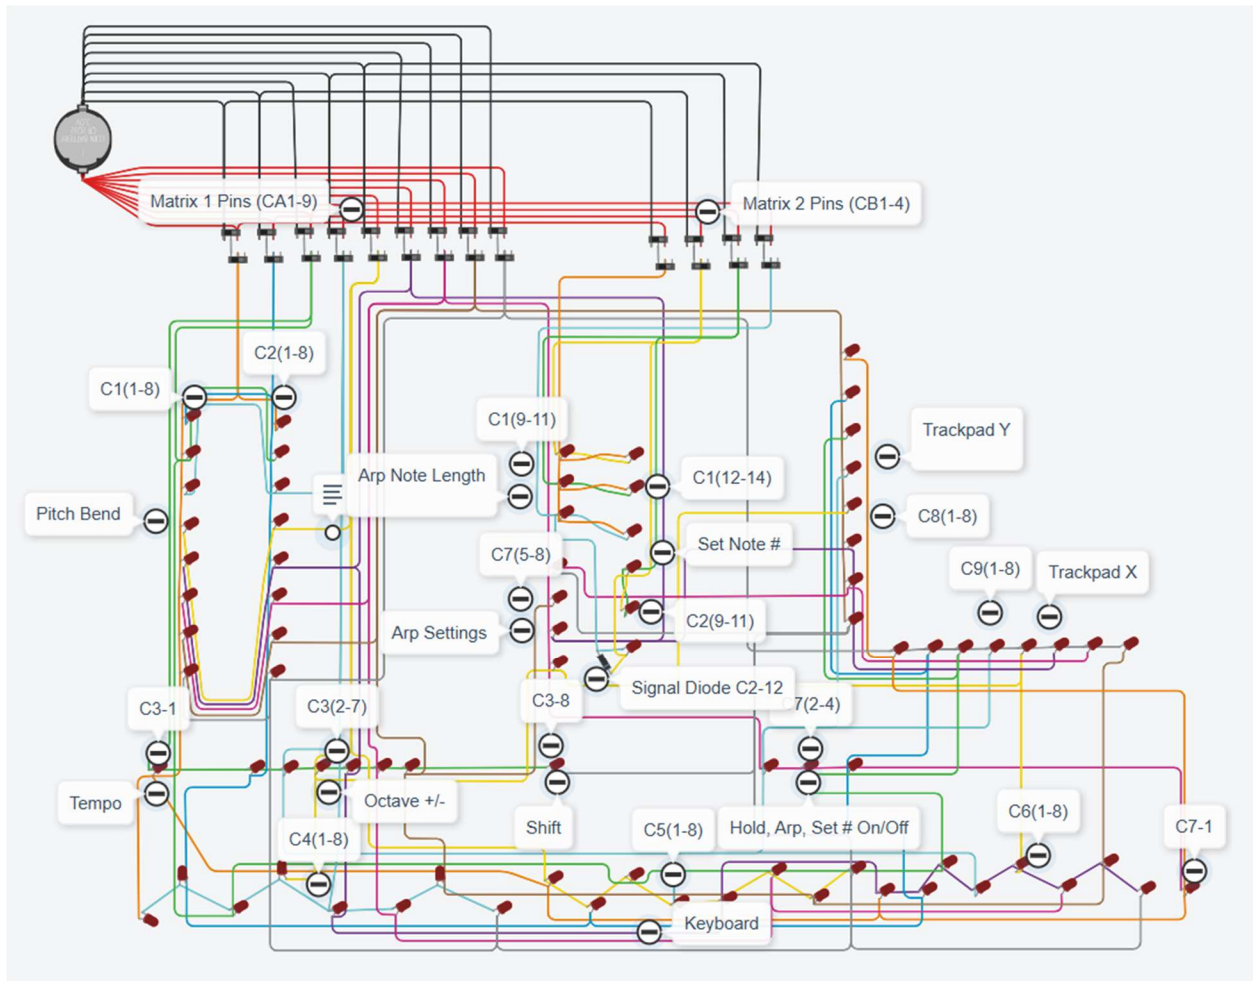 Matrix 1 Pins (CA1-9)
Matrix 2 Pins (CB1-4)
C2(1-8)
C1(1-8)
C1(9-11)
Trackpad Y
Arp Note Length
C1(12-14)
Pitch Bend
C8(1-8)
Set Note #
C7(5-8)
C9(1-8)
Trackpad X
C2(9-11)
Arp Settings
Signal Diode C2-12
C3-1
C3(2-7)
C3-8
7(2-4)
Tempo
Octave +/-
C6(1-8)
Shift
C5(1-8)
Hold, Arp, Set # On/Off
C7-1
C4(1-8)
Keyboard